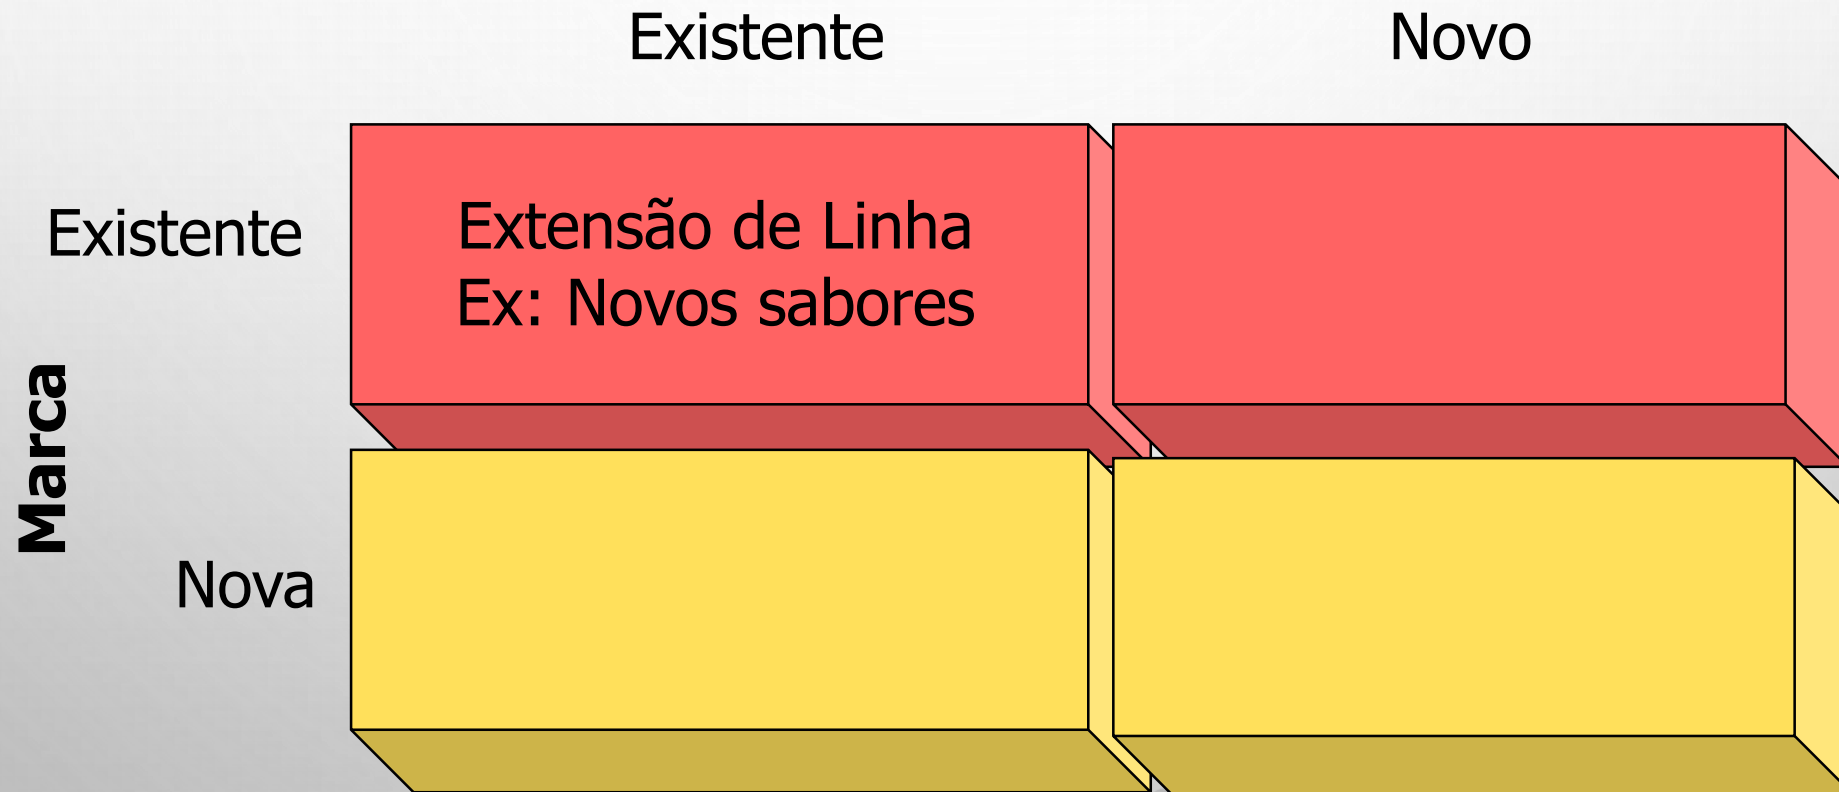 Existente
Novo
Existente
Extensão de Linha
Ex: Novos sabores
Marca
Nova